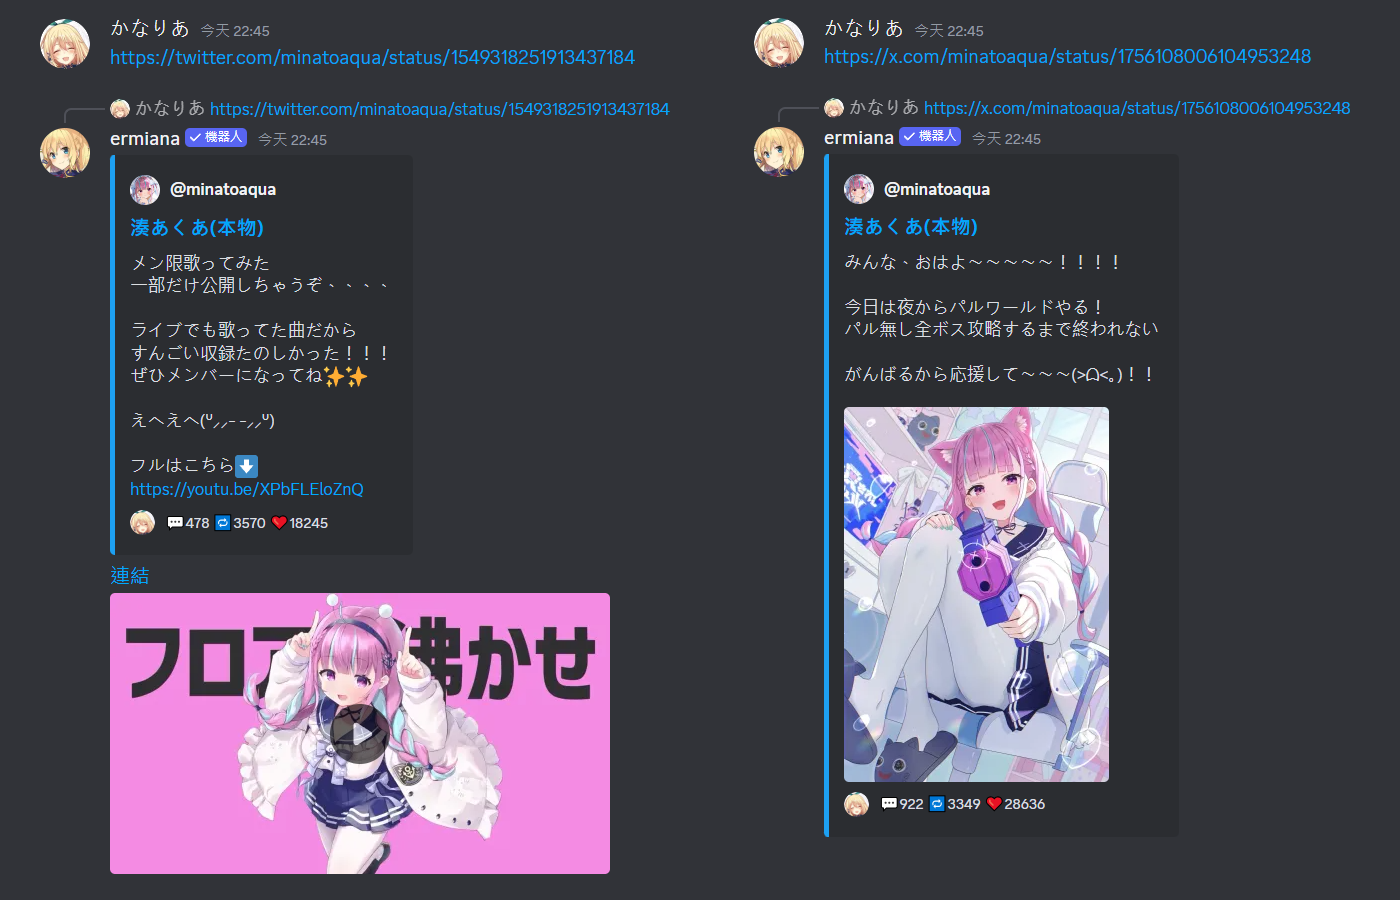 かなりあ 今天 22:45
https://twitter.com/minatoaqua/status/1549318251913437184
かなりあ https://twitter.com/minatoaqua/status/1549318251913437184
ermiana ✓ 機器人 今天 22:45
@minatoaqua
湊あくあ(本物)
メン限歌ってみた
一部だけ公開しちゃうぞ、、、、
ライブでも歌ってた曲だから
すんごい収録たのしかった！！！
ぜひメンバーになってね✨✨
えへえへ(⁄⁄- -⁄⁄)
フルはこちら⬇️
https://youtu.be/XPbFLEloZnQ
💬478 🔁3570 ❤️18245
連結
フロア 沸かせ
かなりあ 今天 22:45
https://x.com/minatoaqua/status/1756108006104953248
かなりあ https://x.com/minatoaqua/status/1756108006104953248
ermiana ✓ 機器人 今天 22:45
@minatoaqua
湊あくあ(本物)
みんな、おはよ～～～～～！！！！
今日は夜からパルワールドやる！
パル無し全ボス攻略するまで終われない
がんばるから応援して～～～(>ᗝ<｡)！！
💬922 🔁3349 ❤️28636